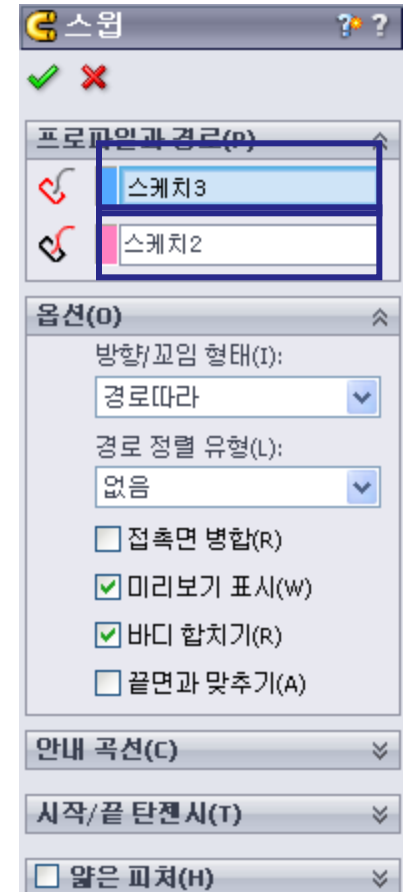 스윕
프로파일과 경로(P)
스케치3
스케치2
옵션(O)
방향/꼬임 형태(I):
경로따라
경로 정렬 유형(L):
없음
접촉면 병합(R)
미리보기 표시(W)
바디 합치기(R)
끝면과 맞추기(A)
안내 곡선(C)
시작/끝 탄젠시(T)
얇은 피처(H)